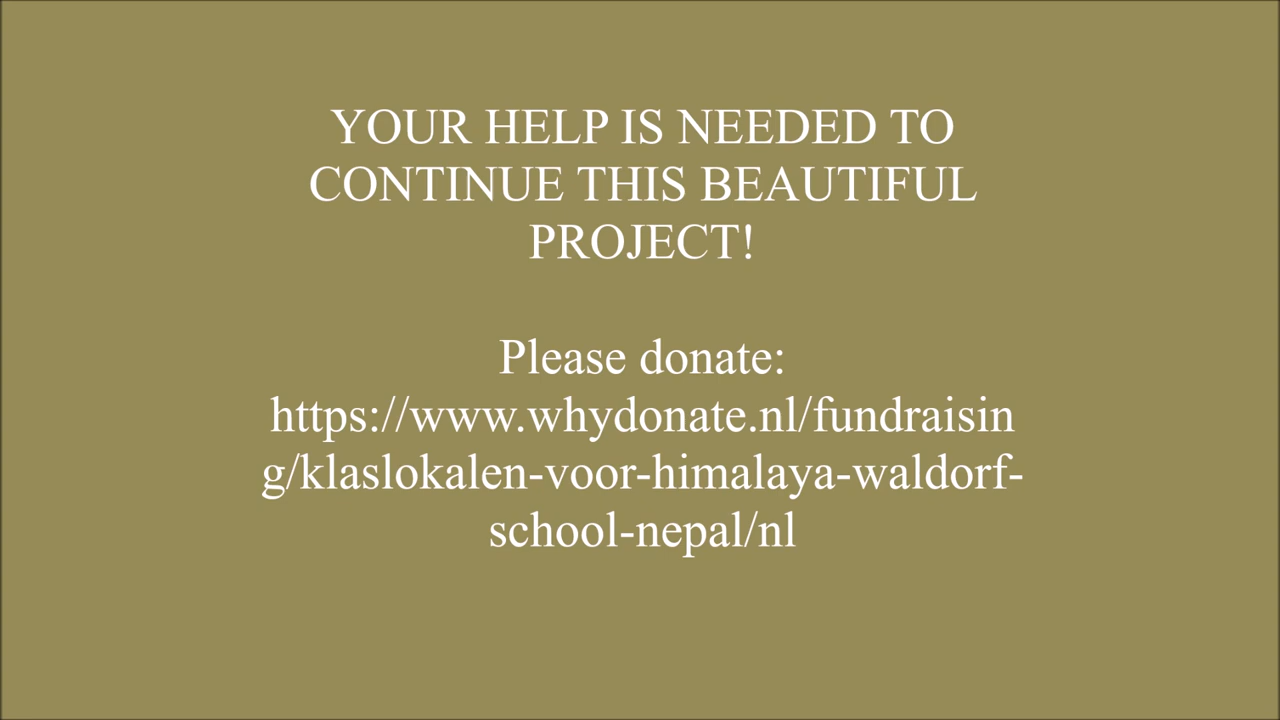 YOUR HELP IS NEEDED TO
CONTINUE THIS BEAUTIFUL
PROJECT!
Please donate:
https://www.whydonate.nl/fundraisin
g/klaslokalen-voor-himalaya-waldorf-
school-nepal/nl